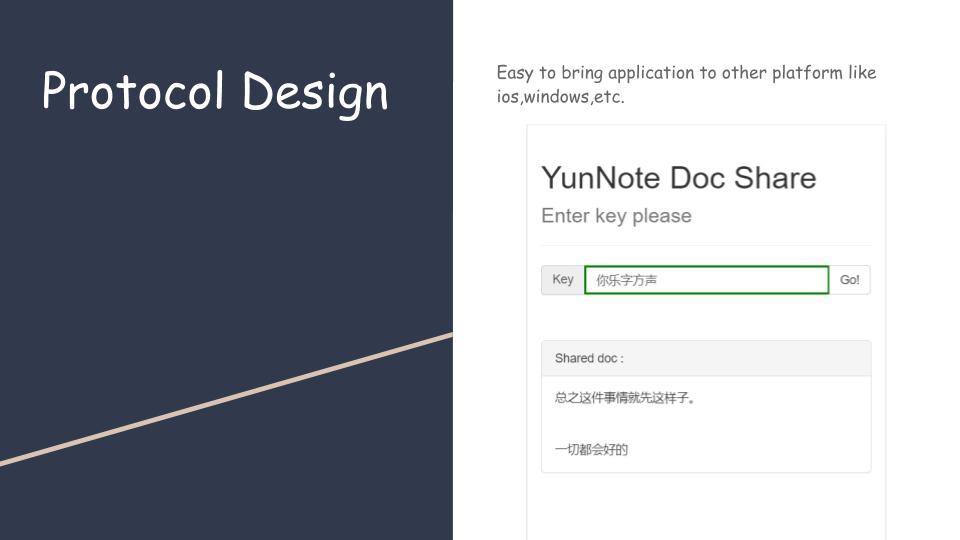 Protocol Design
Easy to bring application to other platform like
ios,windows,etc.
YunNote Doc Share
Enter key please
Key 你乐字方声 Go!
Shared doc :
总之这件事情就先这样子。
一切都会好的